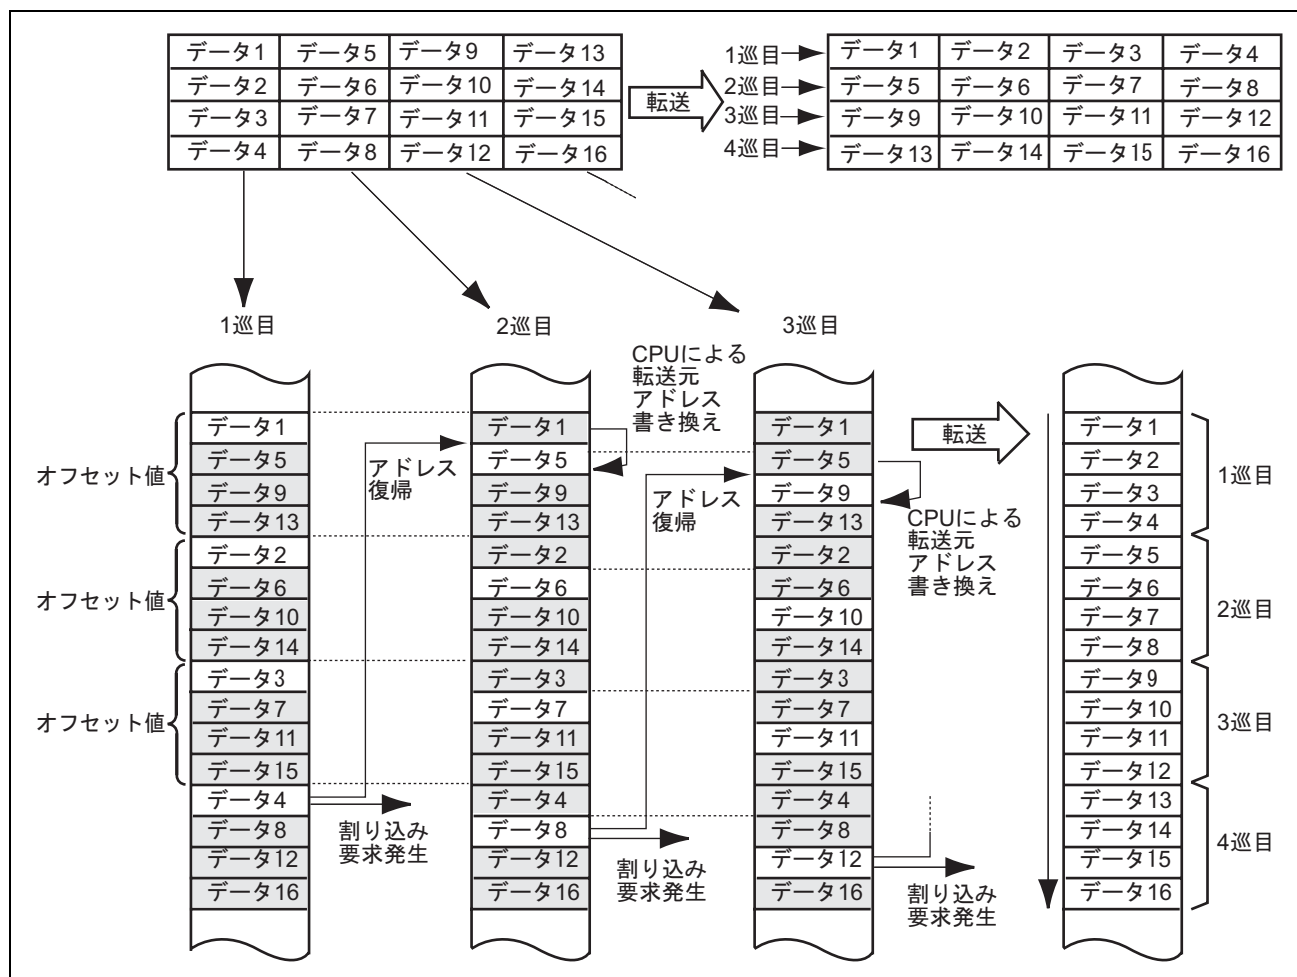 データ1 データ5 データ9 データ13
データ2 データ6 データ10 データ14
データ3 データ7 データ11 データ15
データ4 データ8 データ12 データ16
転送
1巡目 データ1 データ2 データ3 データ4
2巡目 データ5 データ6 データ7 データ8
3巡目 データ9 データ10 データ11 データ12
4巡目 データ13 データ14 データ15 データ16
1巡目
オフセット値
オフセット値
オフセット値
データ1
データ5
データ9
データ13
データ2
データ6
データ10
データ14
データ3
データ7
データ11
データ15
データ4
データ8
データ12
データ16
アドレス
復帰
割り込み
要求発生
2巡目
CPUによる
転送元
アドレス
書き換え
データ1
データ5
データ9
データ13
データ2
データ6
データ10
データ14
データ3
データ7
データ11
データ15
データ4
データ8
データ12
データ16
アドレス
復帰
割り込み
要求発生
3巡目
データ1
データ5
データ9
データ13
データ2
データ6
データ10
データ14
データ3
データ7
データ11
データ15
データ4
データ8
データ12
データ16
CPUによる
転送元
アドレス
書き換え
割り込み
要求発生
転送
データ1
データ2
データ3
データ4
データ5
データ6
データ7
データ8
データ9
データ10
データ11
データ12
データ13
データ14
データ15
データ16
1巡目
2巡目
3巡目
4巡目